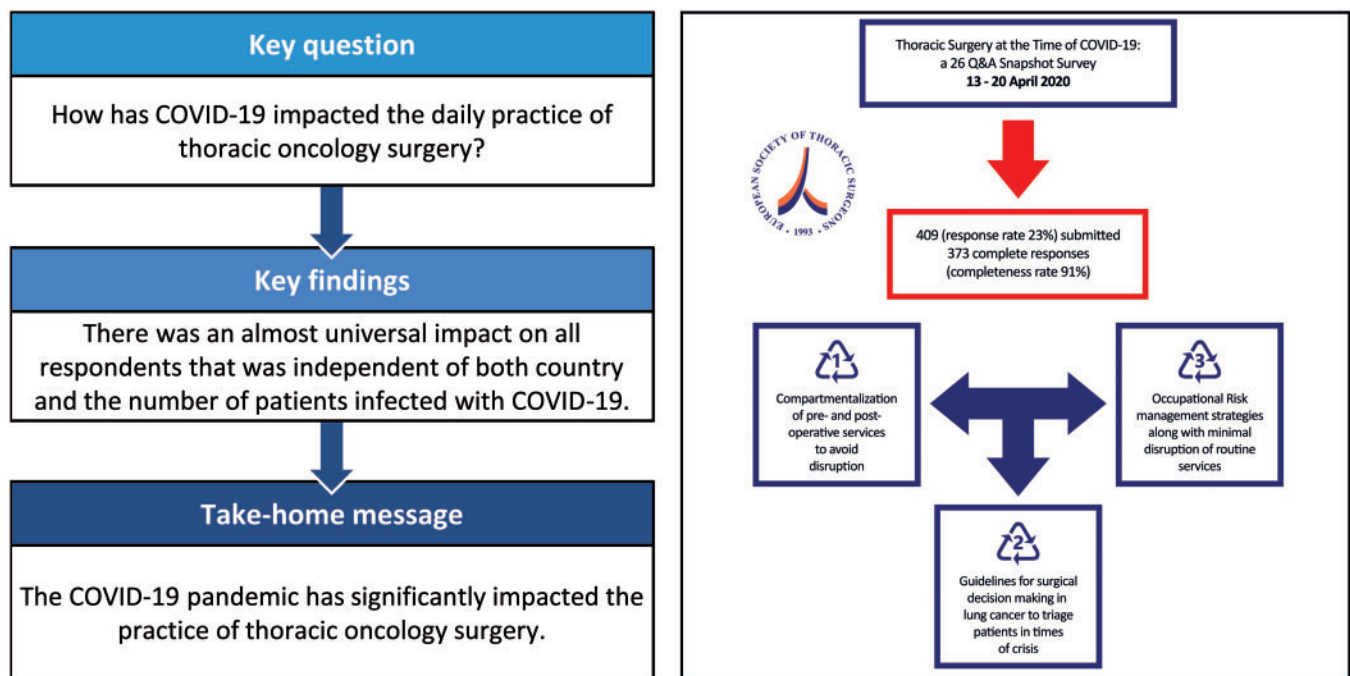 Key question
How has COVID-19 impacted the daily practice of
thoracic oncology surgery?
Key findings
There was an almost universal impact on all
respondents that was independent of both country
and the number of patients infected with COVID-19.
Take-home message
The COVID-19 pandemic has significantly impacted the
practice of thoracic oncology surgery.
Thoracic Surgery at the Time of COVID-19:
a 26 Q&A Snapshot Survey
13 - 20 April 2020
EUROPEAN SOCIETY OF THORACIC SURGEONS
• 1993 •
409 (response rate 23%) submitted
373 complete responses
(completeness rate 91%)
1
Compartmentalization
of pre- and post-
operative services
to avoid
disruption
2
Guidelines for surgical
decision making in
lung cancer to triage
patients in times
of crisis
3
Occupational Risk
management strategies
along with minimal
disruption of routine
services